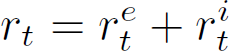 r_t = r_t^e + r_t^i